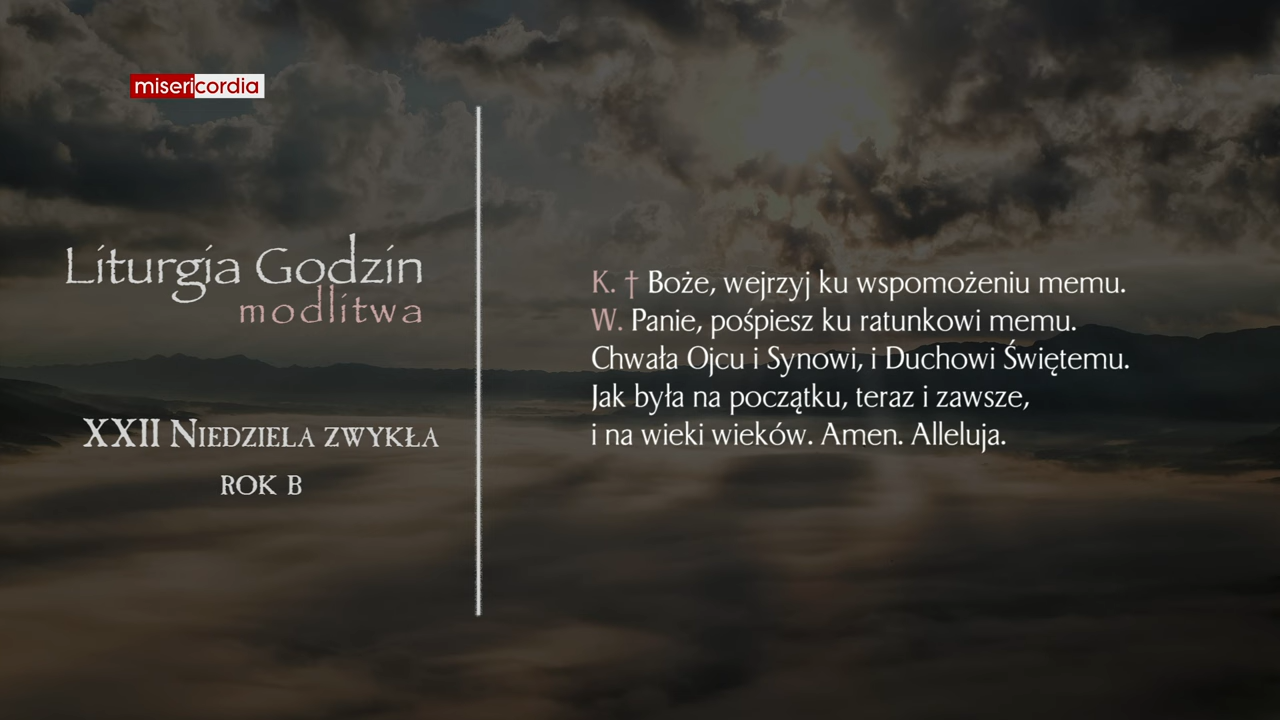 misericordia
Liturgia Godzin
modlitwa
XXII Niedziela zwykła
rok B
K. † Boże, wejrzyj ku wspomożeniu memu.
W. Panie, pośpiesz ku ratunkowi memu.
Chwała Ojcu i Synowi, i Duchowi Świętemu.
Jak była na początku, teraz i zawsze,
i na wieki wieków. Amen. Alleluja.